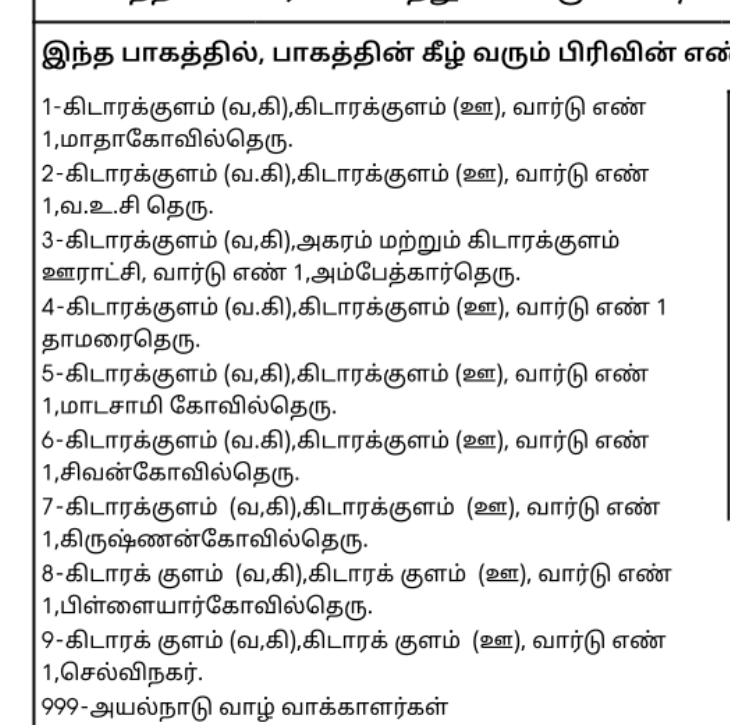 இந்த பாகத்தில், பாகத்தின் கீழ் வரும் பிரிவின் எண்
1-கிடாரக்குளம் (வ,கி),கிடாரக்குளம் (ஊ), வார்டு எண்
1,மாதாகோவில்தெரு.
2-கிடாரக்குளம் (வ.கி),கிடாரக்குளம் (ஊ), வார்டு எண்
1,வ.உ.சி தெரு.
3-கிடாரக்குளம் (வ,கி),அகரம் மற்றும் கிடாரக்குளம்
ஊராட்சி, வார்டு எண் 1,அம்பேத்கார்தெரு.
4-கிடாரக்குளம் (வ.கி),கிடாரக்குளம் (ஊ), வார்டு எண் 1
தாமரைதெரு.
5-கிடாரக்குளம் (வ,கி),கிடாரக்குளம் (ஊ), வார்டு எண்
1,மாடசாமி கோவில்தெரு.
6-கிடாரக்குளம் (வ.கி),கிடாரக்குளம் (ஊ), வார்டு எண்
1,சிவன்கோவில்தெரு.
7-கிடாரக்குளம் (வ,கி),கிடாரக்குளம் (ஊ), வார்டு எண்
1,கிருஷ்ணன்கோவில்தெரு.
8-கிடாரக் குளம் (வ,கி),கிடாரக் குளம் (ஊ), வார்டு எண்
1,பிள்ளையார்கோவில்தெரு.
9-கிடாரக் குளம் (வ,கி),கிடாரக் குளம் (ஊ), வார்டு எண்
1,செல்விநகர்.
999-அயல்நாடு வாழ் வாக்காளர்கள்